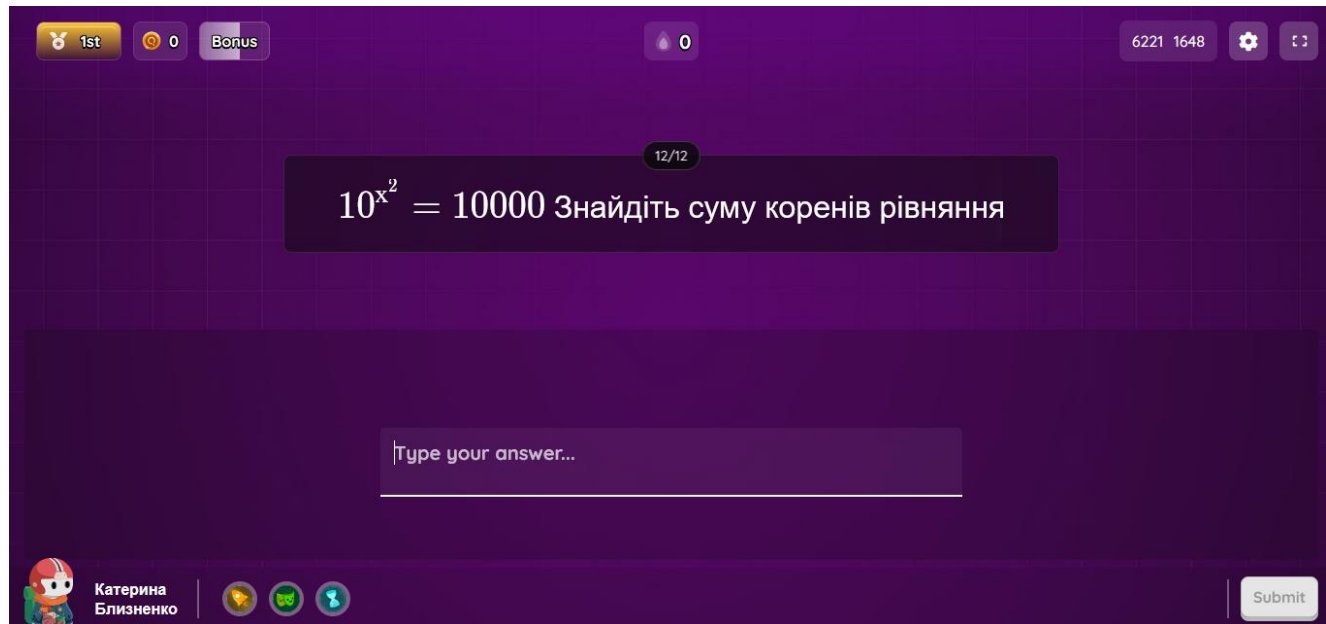 1st 0 Bonus 0 6221 1648
12/12
10^{x^2} = 10000 Знайдіть суму коренів рівняння
Type your answer...
Катерина
Близненко
Submit